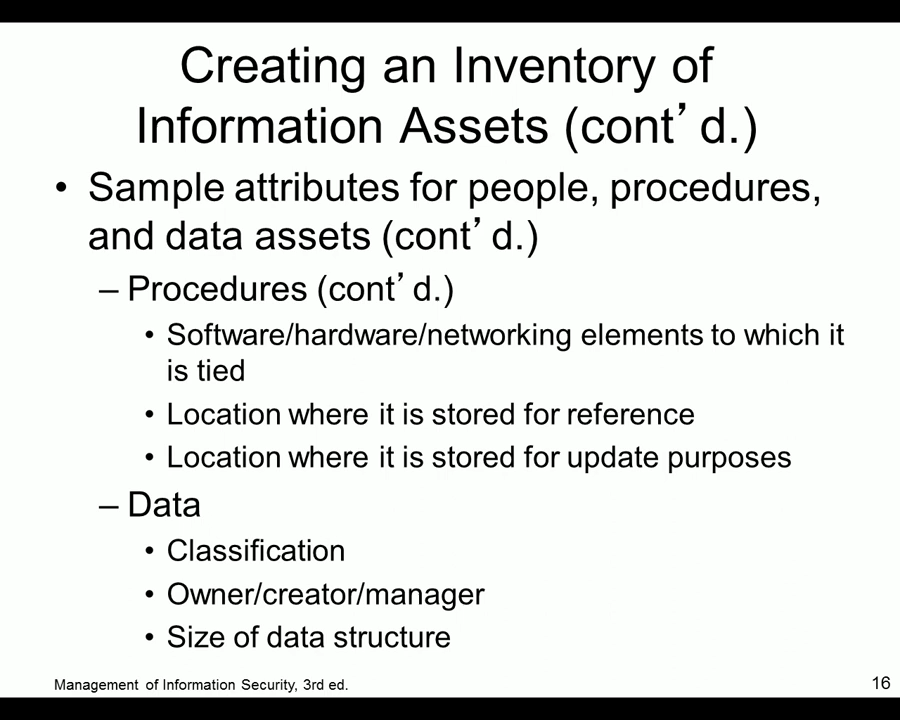 Creating an Inventory of
Information Assets (cont’d.)
• Sample attributes for people, procedures,
and data assets (cont’d.)
– Procedures (cont’d.)
• Software/hardware/networking elements to which it
is tied
• Location where it is stored for reference
• Location where it is stored for update purposes
– Data
• Classification
• Owner/creator/manager
• Size of data structure
Management of Information Security, 3rd ed.
16